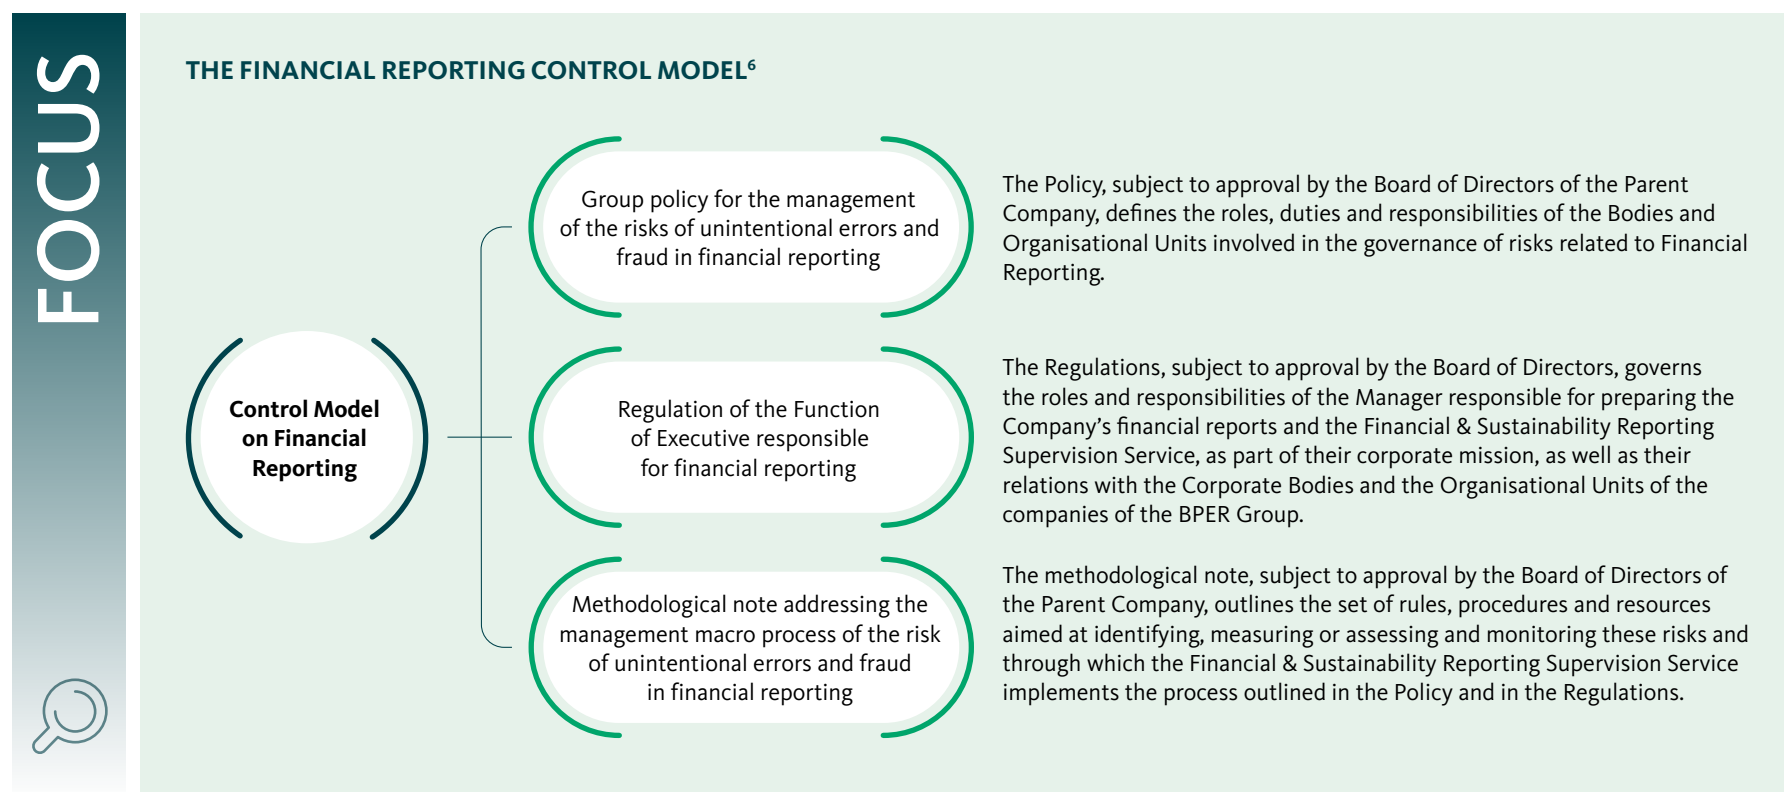 FOCUS
THE FINANCIAL REPORTING CONTROL MODEL⁶
Control Model
on Financial
Reporting
Group policy for the management
of the risks of unintentional errors and
fraud in financial reporting
The Policy, subject to approval by the Board of Directors of the Parent
Company, defines the roles, duties and responsibilities of the Bodies and
Organisational Units involved in the governance of risks related to Financial
Reporting.
Regulation of the Function
of Executive responsible
for financial reporting
The Regulations, subject to approval by the Board of Directors, governs
the roles and responsibilities of the Manager responsible for preparing the
Company’s financial reports and the Financial & Sustainability Reporting
Supervision Service, as part of their corporate mission, as well as their
relations with the Corporate Bodies and the Organisational Units of the
companies of the BPER Group.
Methodological note addressing the
management macro process of the risk
of unintentional errors and fraud
in financial reporting
The methodological note, subject to approval by the Board of Directors of
the Parent Company, outlines the set of rules, procedures and resources
aimed at identifying, measuring or assessing and monitoring these risks and
through which the Financial & Sustainability Reporting Supervision Service
implements the process outlined in the Policy and in the Regulations.